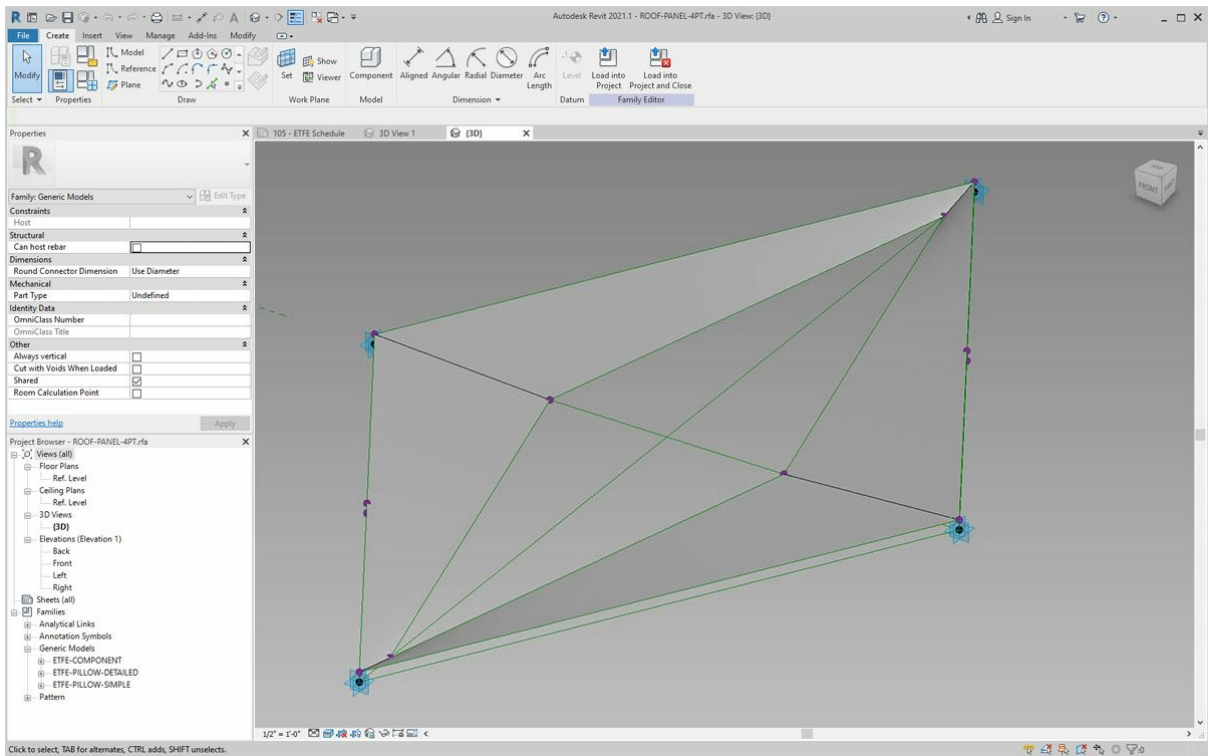 Autodesk Revit 2021.1 - ROOF-PANEL-4PT.rfa - 3D View: {3D}
Sign In
File Create Insert View Manage Add-Ins Modify
Modify
Model
Reference
Plane
Set
Show
Viewer
Component
Aligned Angular Radial Diameter Arc Length
Level
Load into Project
Load into Project and Close
Select Properties Draw Work Plane Model Dimension Datum Family Editor
Properties
105 - ETFE Schedule 3D View 1 {3D}
R
Family: Generic Models Edit Type
Constraints
Host
Structural
Can host rebar
Dimensions
Round Connector Dimension Use Diameter
Mechanical
Part Type Undefined
Identity Data
OmniClass Number
OmniClass Title
Other
Always vertical
Cut with Voids When Loaded
Shared
Room Calculation Point
Properties help Apply
Project Browser - ROOF-PANEL-4PT.rfa
Views (all)
Floor Plans
Ref. Level
Ceiling Plans
Ref. Level
3D Views
{3D}
Elevations (Elevation 1)
Back
Front
Left
Right
Sheets (all)
Families
Analytical Links
Annotation Symbols
Generic Models
ETFE-COMPONENT
ETFE-PILLOW-DETAILED
ETFE-PILLOW-SIMPLE
Pattern
FRONT
1/2" = 1'-0"
Click to select, TAB for alternates, CTRL adds, SHIFT unselects.
:0